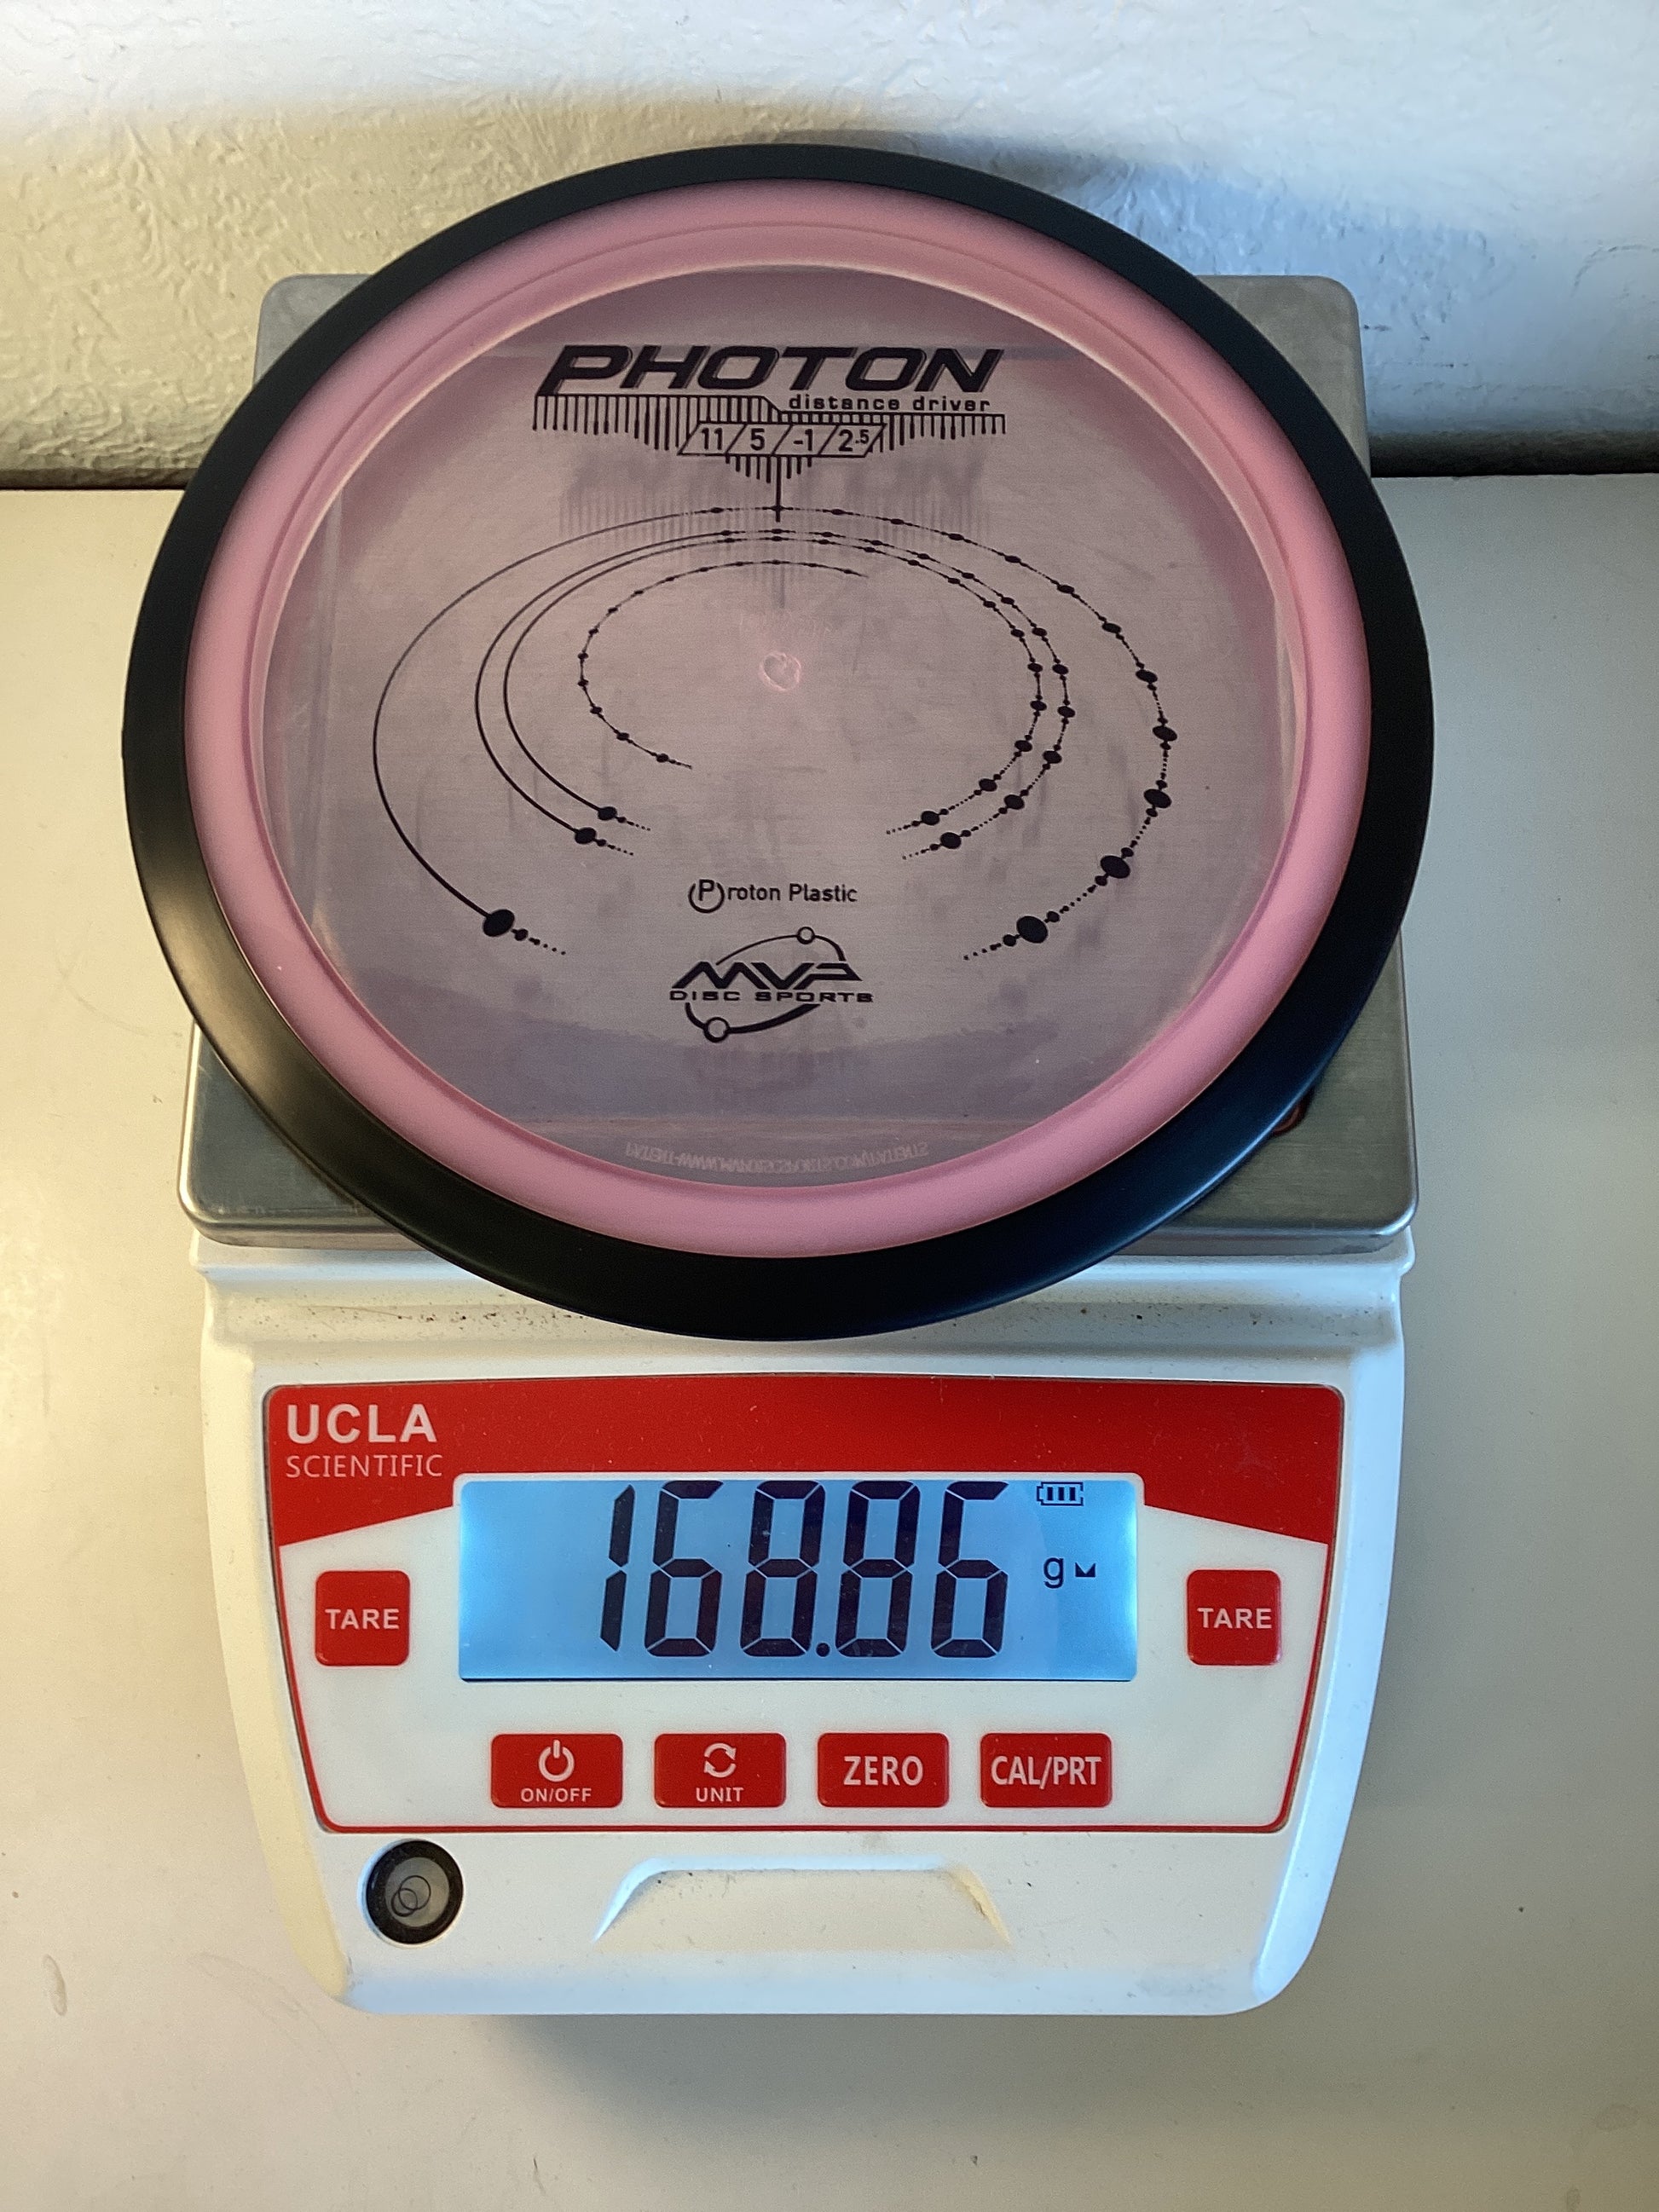 PHOTON
distance driver
11 5 -1 2.5
Proton Plastic
MVP
DISC SPORTS
UCLA
SCIENTIFIC
168.86 g
TARE
TARE
ON/OFF
UNIT
ZERO
CAL/PRT